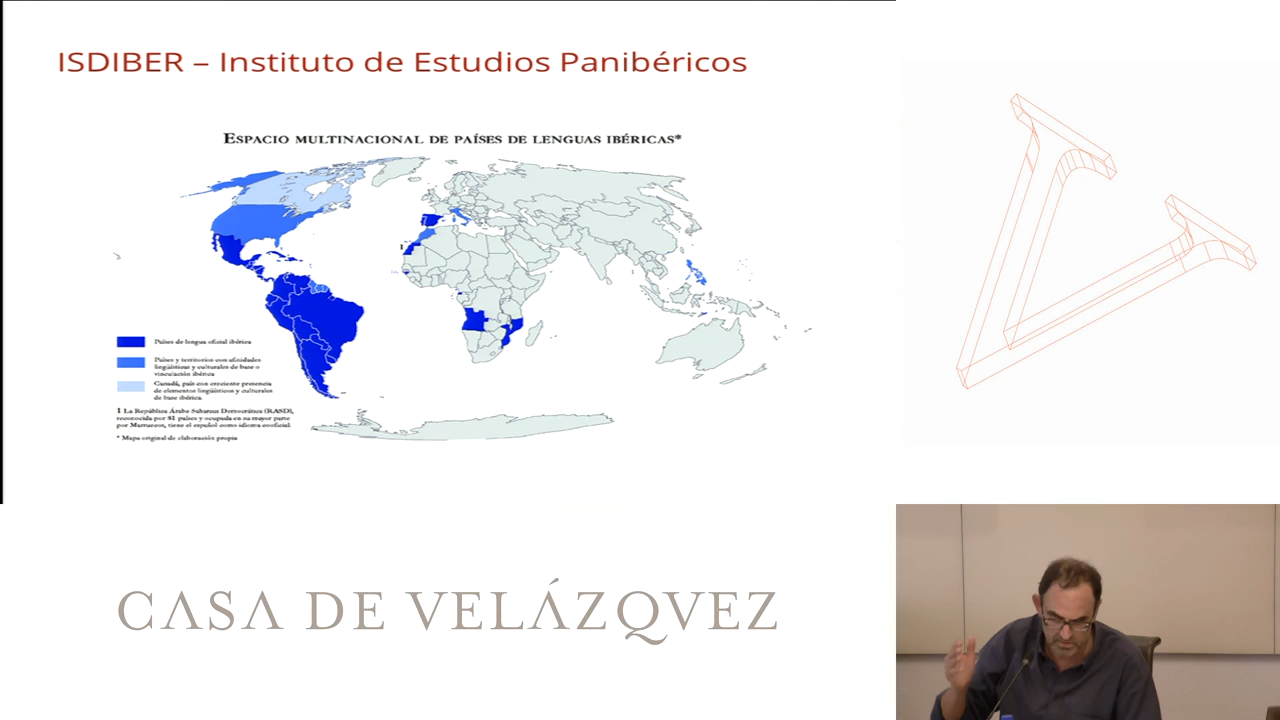 ISDIBER – Instituto de Estudios Panibéricos
Espacio multinacional de países de lenguas ibéricas*
1
Países de lengua oficial ibérica
Países y territorios con afinidades
lingüísticas y culturales de base o
vinculación ibérica
Canadá, país con creciente presencia
de elementos lingüísticos y culturales
de base ibérica.
1 La República Árabe Saharaui Democrática (RASD),
reconocida por 81 países y ocupada en su mayor parte
por Marruecos, tiene el español como idioma cooficial.
* Mapa original de elaboración propia
CASA DE VELÁZQVEZ